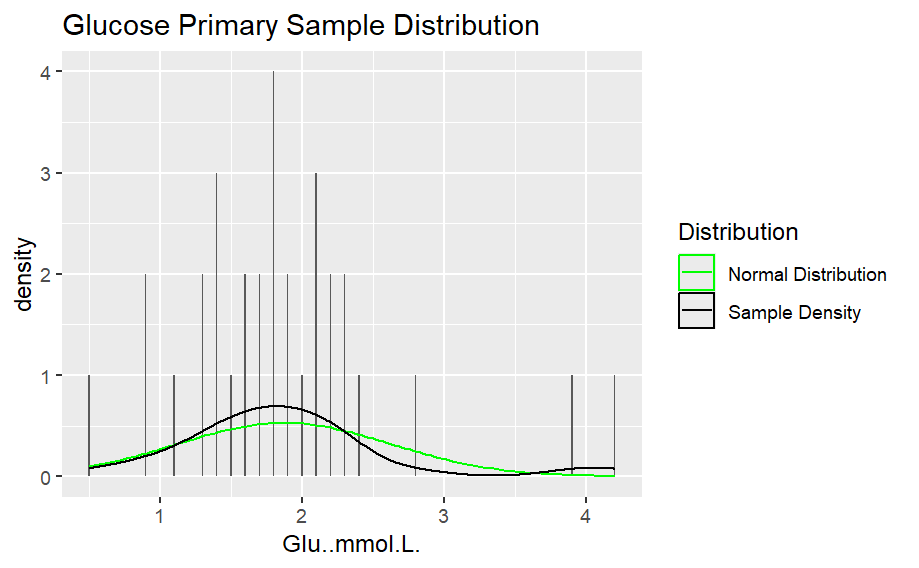 Glucose Primary Sample Distribution
4
3
2
1
0
density
1 2 3 4
Glu..mmol.L.
Distribution
Normal Distribution
Sample Density